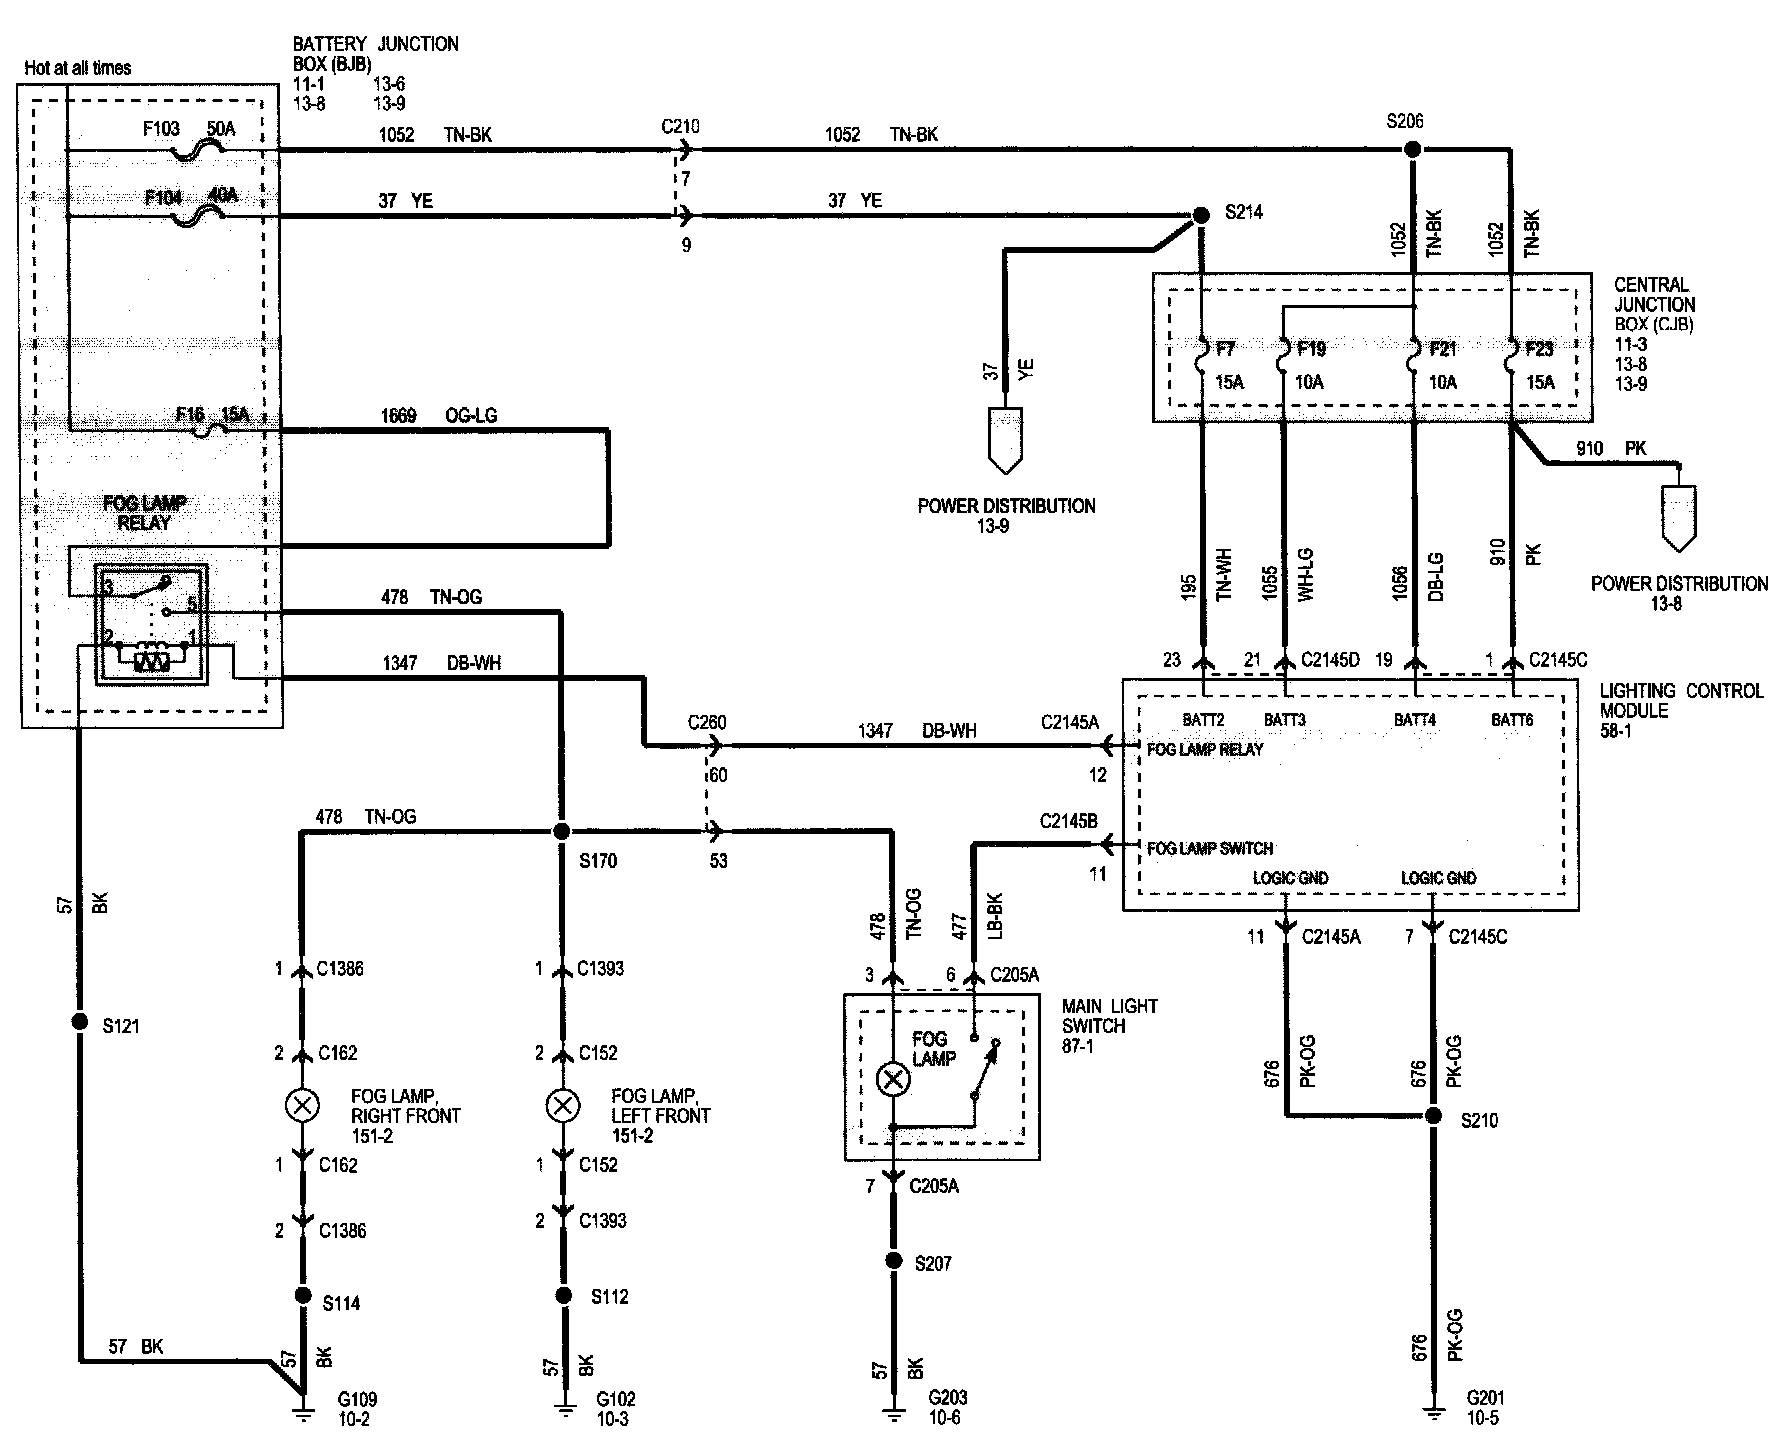 Hot at all times
BATTERY JUNCTION
BOX (BJB)
11-1 13-6
13-8 13-9
F103 50A
1052 TN-BK
C210
7
1052 TN-BK
S206
F104 40A
37 YE
9
37 YE
S214
1052
TN-BK
1052
TN-BK
37
YE
POWER DISTRIBUTION
13-9
CENTRAL
JUNCTION
BOX (CJB)
11-3
13-8
13-9
F7
15A
F19
10A
F21
10A
F23
15A
910 PK
POWER DISTRIBUTION
13-8
F16 15A
1669 OG-LG
FOG LAMP
RELAY
3
5
2
1
478 TN-OG
1347 DB-WH
195
TN-WH
1055
WH-LG
1056
DB-LG
910
PK
23
21
C2145D
19
1
C2145C
LIGHTING CONTROL
MODULE
58-1
BATT2
BATT3
BATT4
BATT6
C260
60
1347 DB-WH
C2145A
12
FOG LAMP RELAY
478 TN-OG
S170
53
C2145B
11
FOG LAMP SWITCH
LOGIC GND
LOGIC GND
57
BK
478
TN-OG
477
LB-BK
11
C2145A
7
C2145C
1
C1386
1
C1393
3
6
C205A
MAIN LIGHT
SWITCH
87-1
FOG
LAMP
S121
2
C162
2
C152
FOG LAMP,
RIGHT FRONT
151-2
FOG LAMP,
LEFT FRONT
151-2
676
PK-OG
676
PK-OG
S210
1
C162
1
C152
7
C205A
2
C1386
2
C1393
S207
S114
S112
57 BK
57
BK
57
BK
57
BK
676
PK-OG
G109
10-2
G102
10-3
G203
10-6
G201
10-5